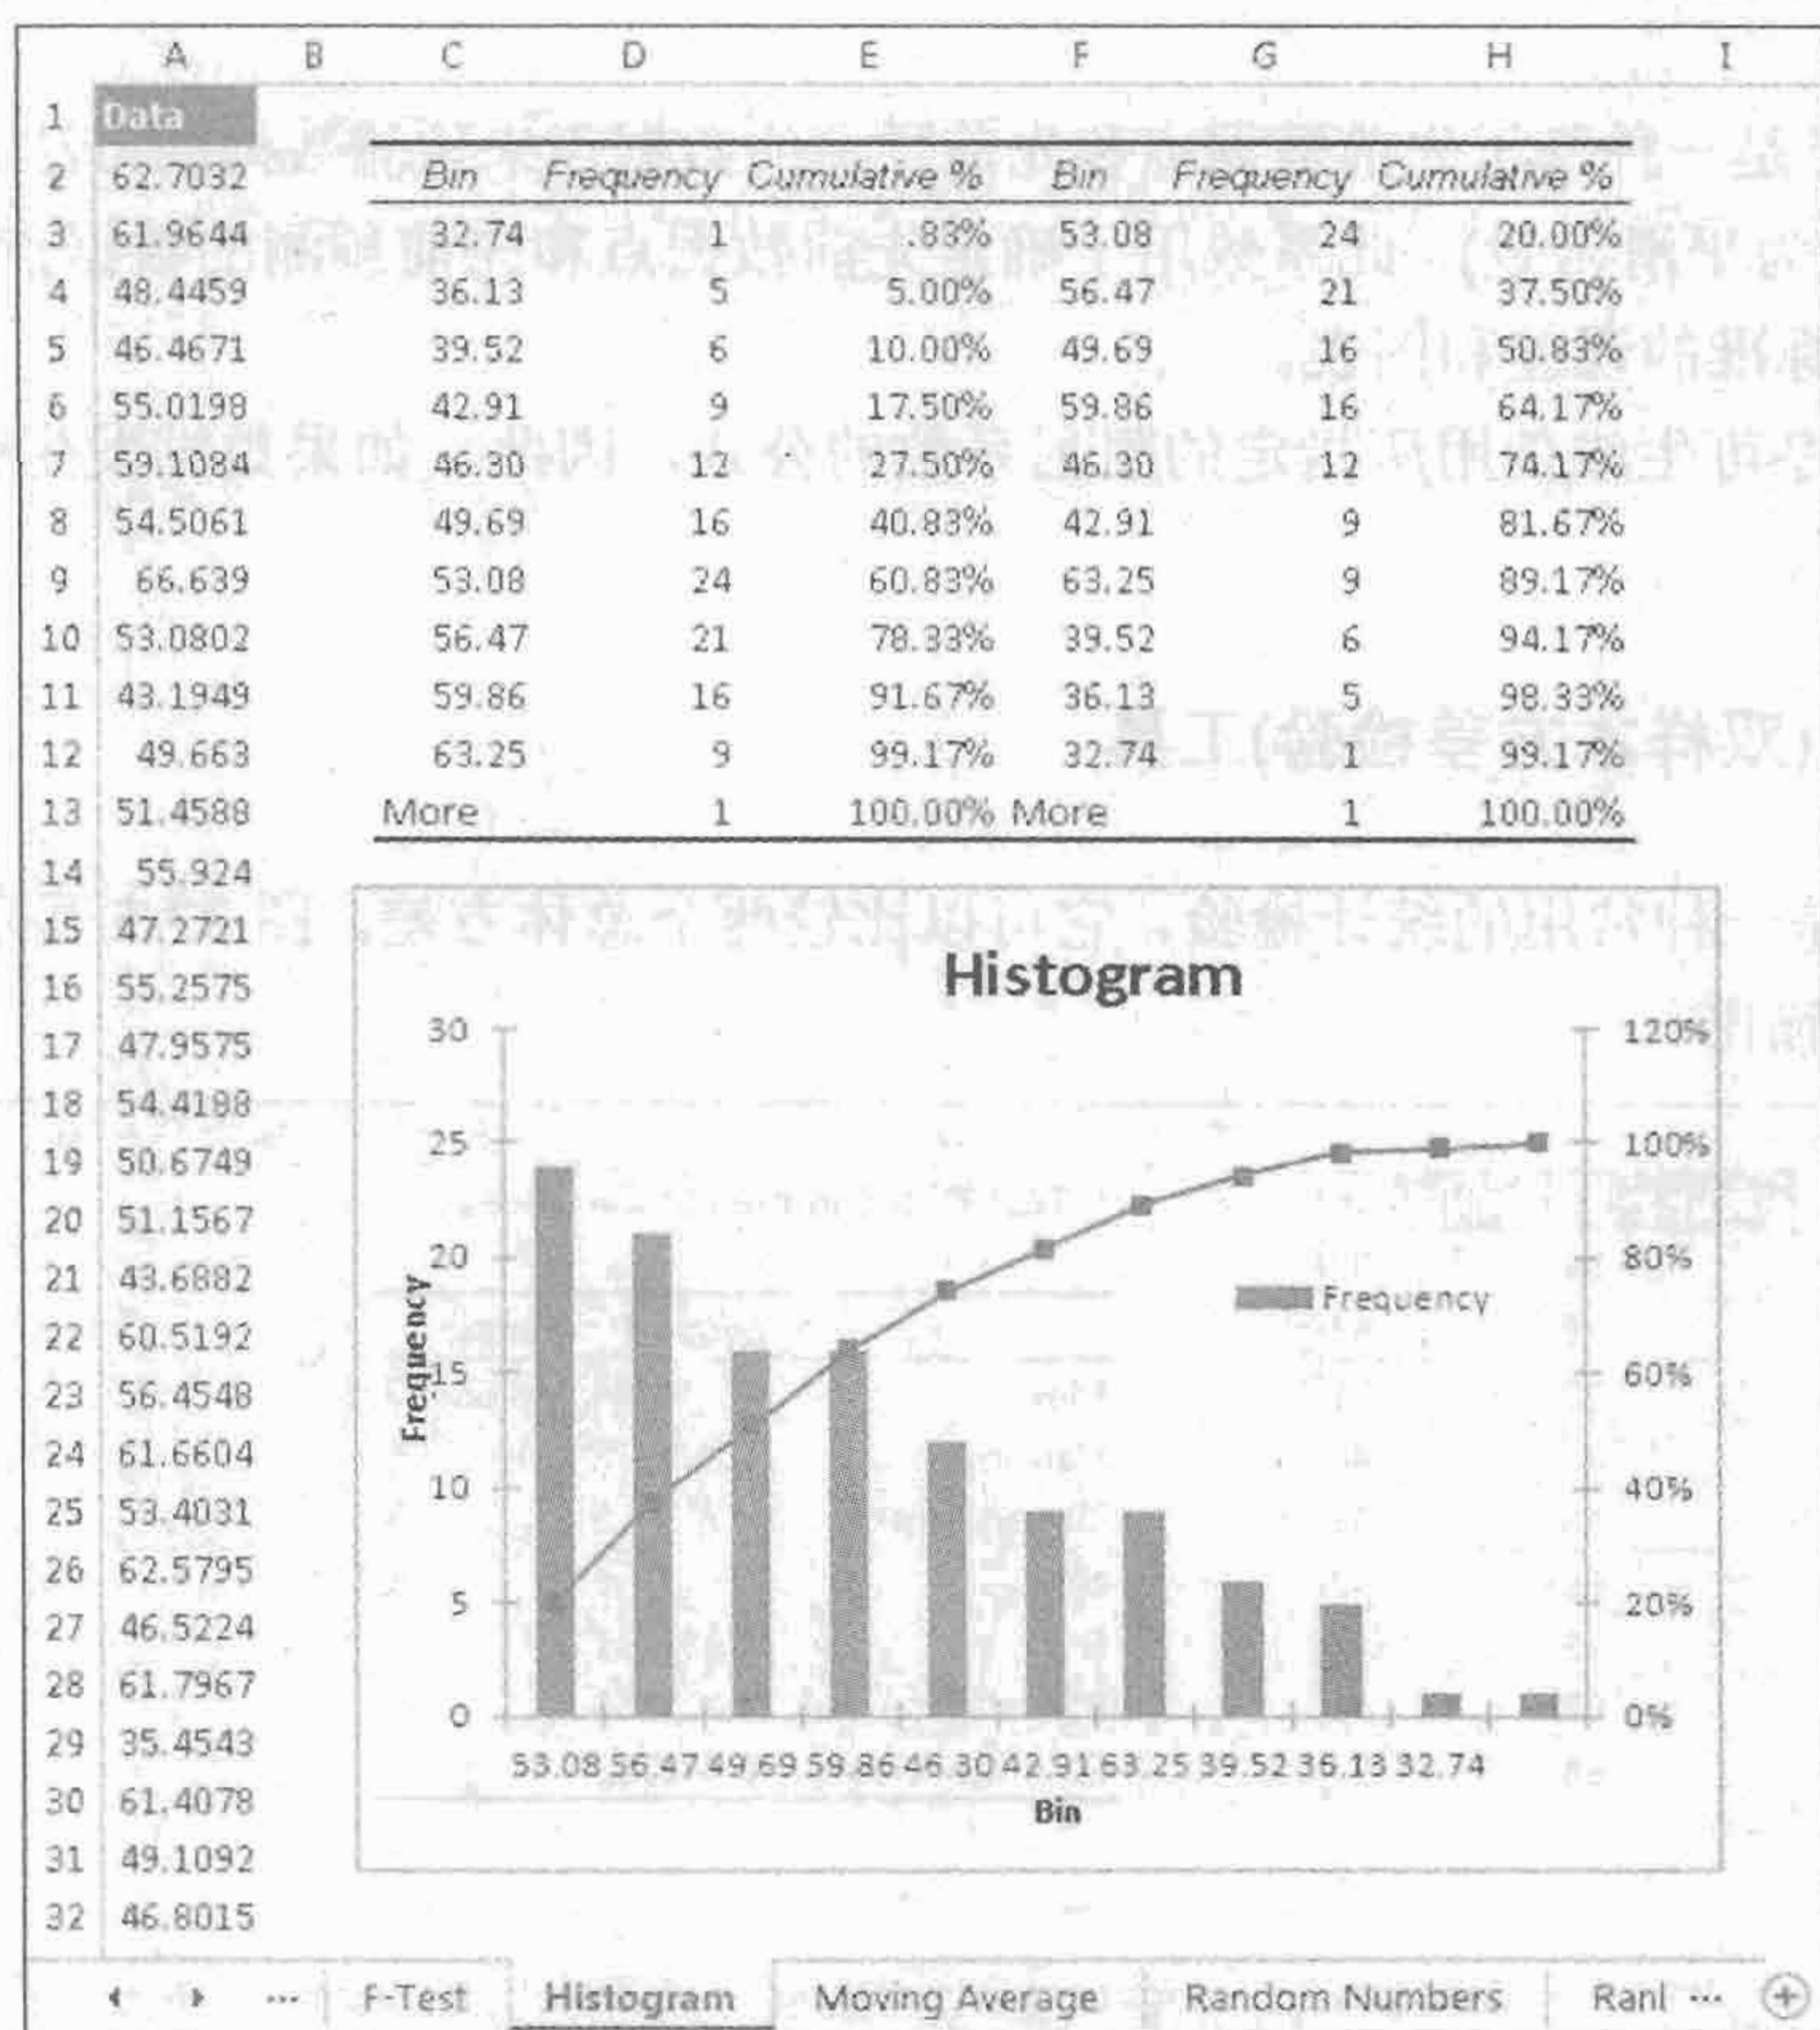 A B C D E F G H I
1 Data
2 62.7032 Bin Frequency Cumulative % Bin Frequency Cumulative %
3 61.9644 32.74 1 .83% 53.08 24 20.00%
4 48.4459 36.13 5 5.00% 56.47 21 37.50%
5 46.4671 39.52 6 10.00% 49.69 16 50.83%
6 55.0198 42.91 9 17.50% 59.86 16 64.17%
7 59.1084 46.30 12 27.50% 46.30 12 74.17%
8 54.5061 49.69 16 40.83% 42.91 9 81.67%
9 66.639 53.08 24 60.83% 63.25 9 89.17%
10 53.0802 56.47 21 78.33% 39.52 6 94.17%
11 43.1949 59.86 16 91.67% 36.13 5 98.33%
12 49.663 63.25 9 99.17% 32.74 1 99.17%
13 51.4588 More 1 100.00% More 1 100.00%
14 55.924
15 47.2721
16 55.2575
17 47.9575
18 54.4198
19 50.6749
20 51.1567
21 43.6882
22 60.5192
23 56.4548
24 61.6604
25 53.4031
26 62.5795
27 46.5224
28 61.7967
29 35.4543
30 61.4078
31 49.1092
32 46.8015
Histogram
30 120%
25 100%
20 80%
15 60%
10 40%
5 20%
0 0%
Frequency
Frequency
53.08 56.47 49.69 59.86 46.30 42.91 63.25 39.52 36.13 32.74
Bin
... F-Test Histogram Moving Average Random Numbers Ranl ...